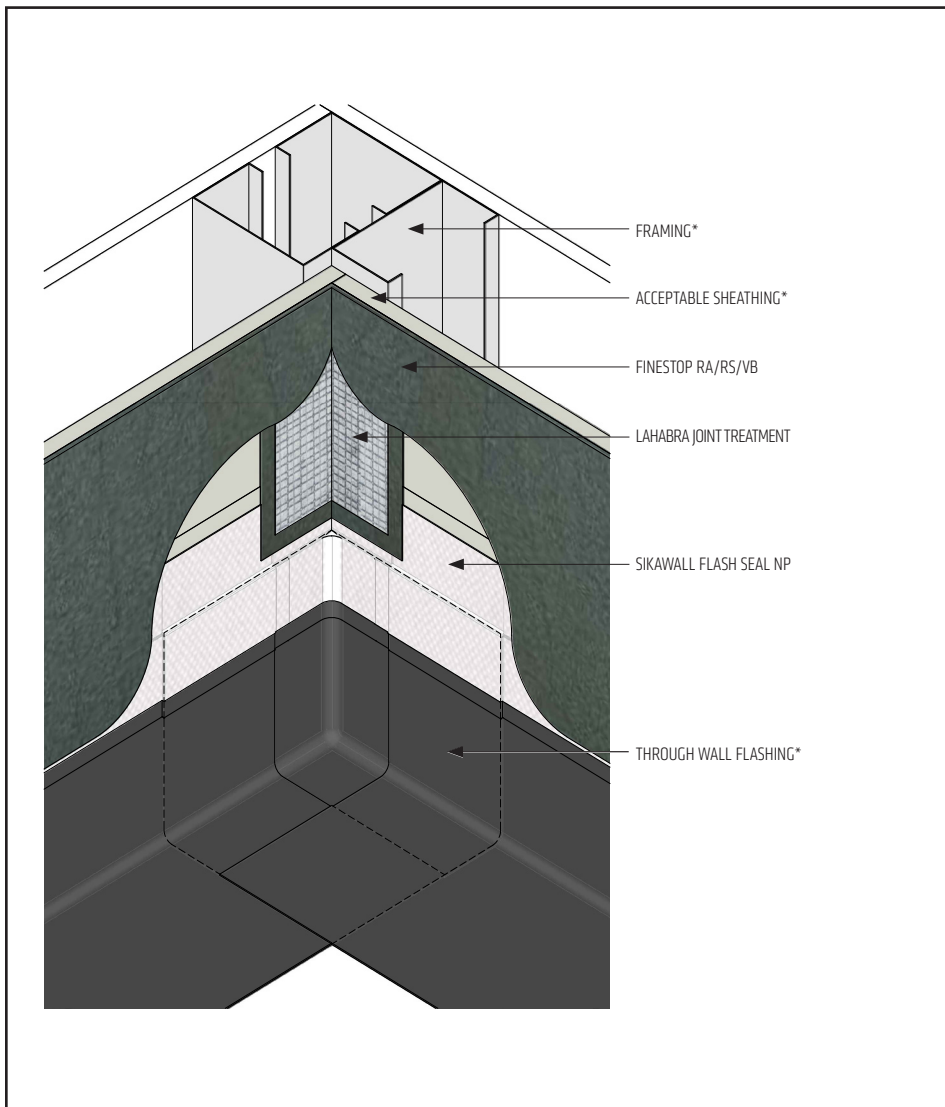 FRAMING*
ACCEPTABLE SHEATHING*
FINESTOP RA/RS/VB
LAHABRA JOINT TREATMENT
SIKAWALL FLASH SEAL NP
THROUGH WALL FLASHING*